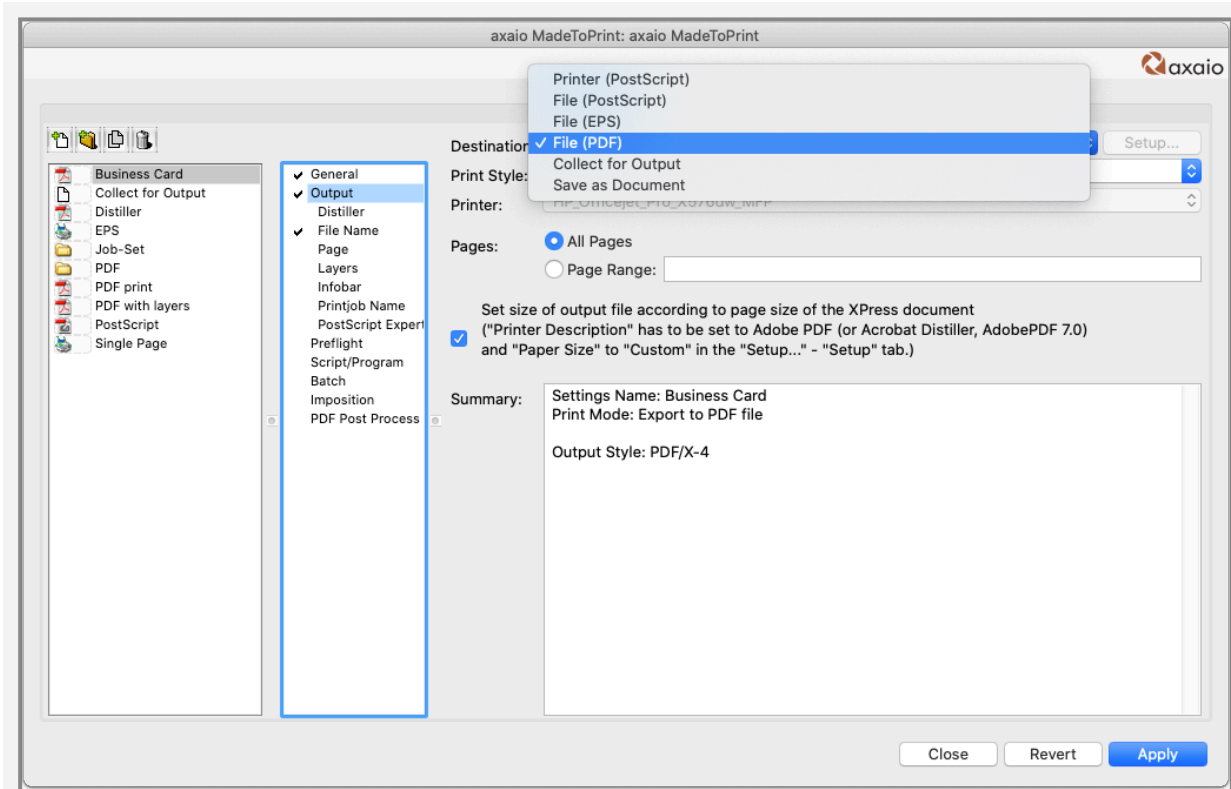 axaio MadeToPrint: axaio MadeToPrint
axaio
Printer (PostScript)
File (PostScript)
File (EPS)
✓ File (PDF)
Collect for Output
Save as Document
Destination
Setup...
Print Style:
Printer:
HP_Officejet_Pro_X576dw_MFP
Business Card
Collect for Output
Distiller
EPS
Job-Set
PDF
PDF print
PDF with layers
PostScript
Single Page
General
Output
Distiller
File Name
Page
Layers
Infobar
Printjob Name
PostScript Expert
Preflight
Script/Program
Batch
Imposition
PDF Post Process
Pages:
All Pages
Page Range:
Set size of output file according to page size of the XPress document
("Printer Description" has to be set to Adobe PDF (or Acrobat Distiller, AdobePDF 7.0)
and "Paper Size" to "Custom" in the "Setup..." - "Setup" tab.)
Summary:
Settings Name: Business Card
Print Mode: Export to PDF file
Output Style: PDF/X-4
Close
Revert
Apply